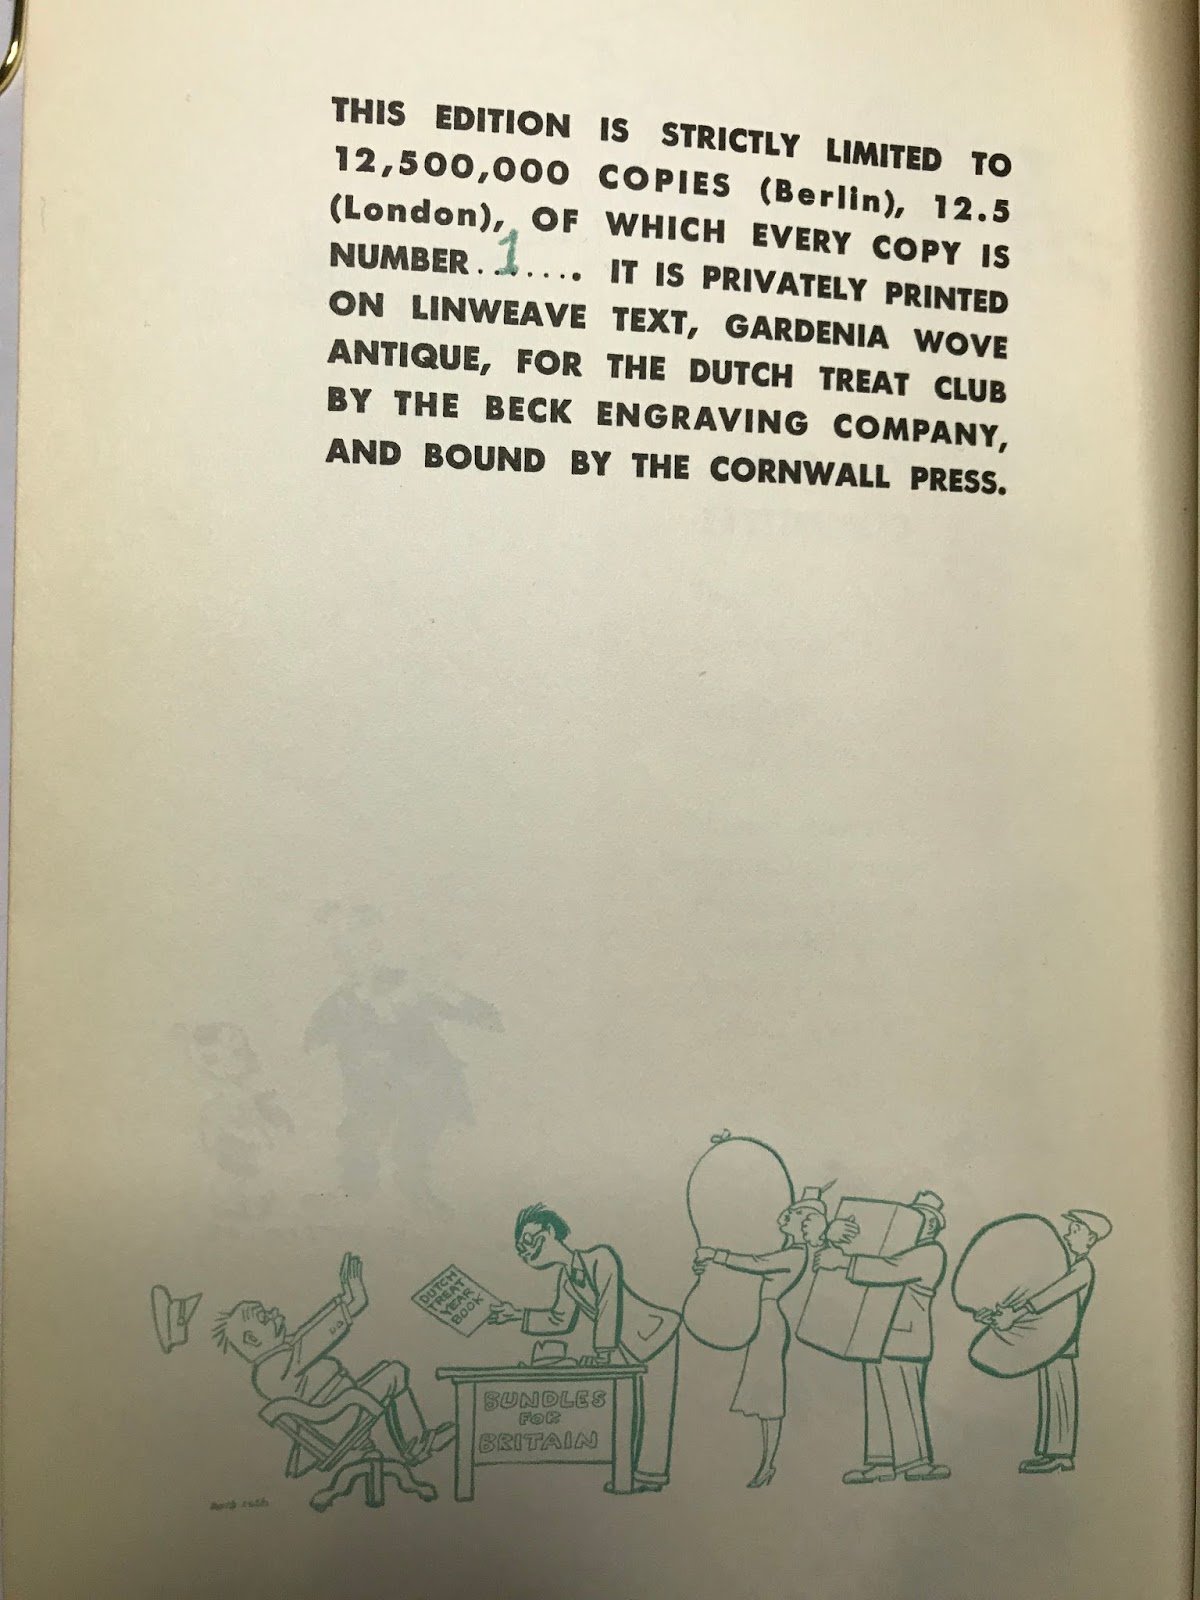 THIS EDITION IS STRICTLY LIMITED TO
12,500,000 COPIES (Berlin), 12.5
(London), OF WHICH EVERY COPY IS
NUMBER..1..... IT IS PRIVATELY PRINTED
ON LINWEAVE TEXT, GARDENIA WOVE
ANTIQUE, FOR THE DUTCH TREAT CLUB
BY THE BECK ENGRAVING COMPANY,
AND BOUND BY THE CORNWALL PRESS.
DUTCH
TREAT
YEAR
BOOK
BUNDLES
FOR
BRITAIN